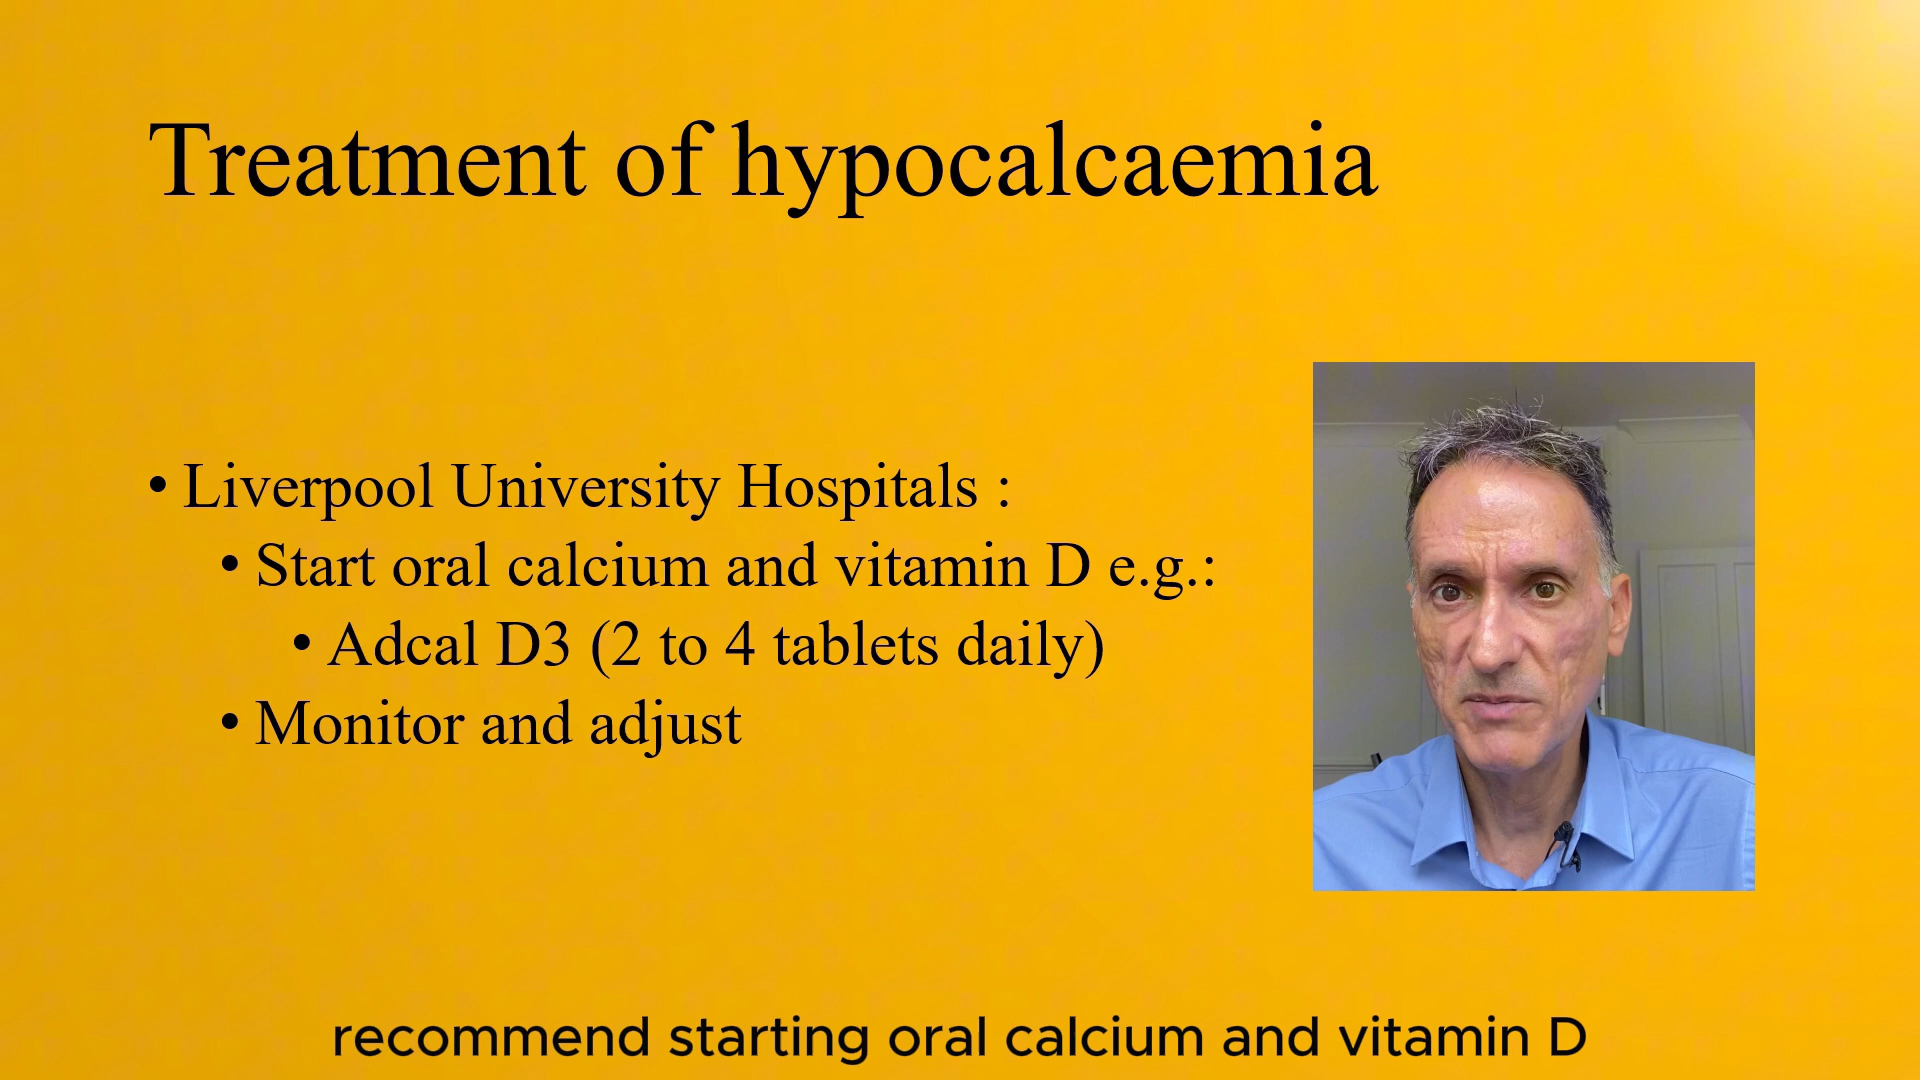 Treatment of hypocalcaemia
• Liverpool University Hospitals :
• Start oral calcium and vitamin D e.g.:
• Adcal D3 (2 to 4 tablets daily)
• Monitor and adjust
recommend starting oral calcium and vitamin D